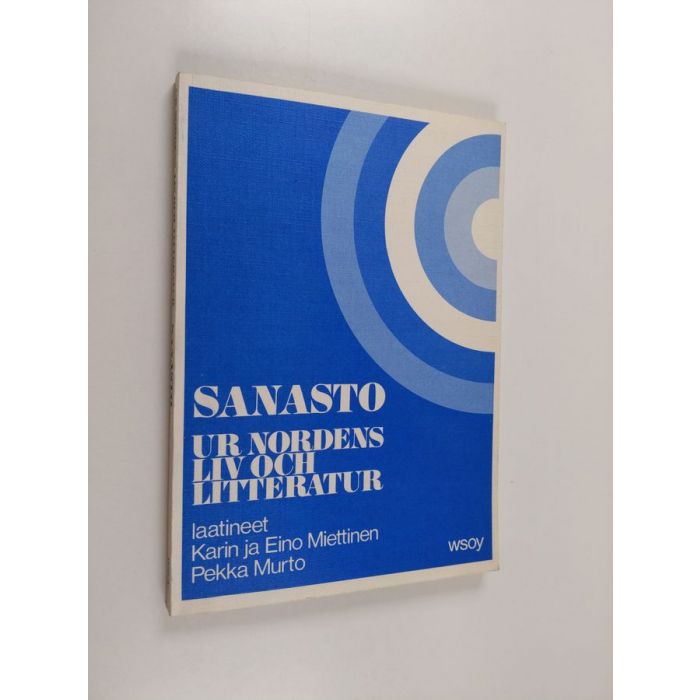 SANASTO
UR NORDENS
LIV OCH
LITTERATUR
laatineet
Karin ja Eino Miettinen
Pekka Murto
wsoy